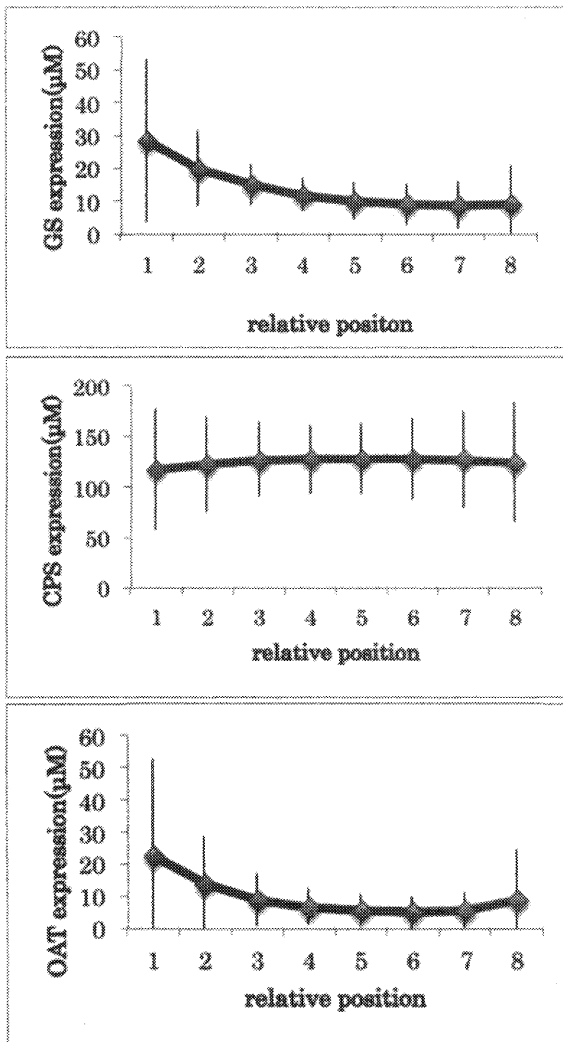 GS expression(μM)
60
50
40
30
20
10
0
1 2 3 4 5 6 7 8
relative positon
CPS expression(μM)
200
150
100
50
0
1 2 3 4 5 6 7 8
relative position
OAT expression(μM)
60
50
40
30
20
10
0
1 2 3 4 5 6 7 8
relative position